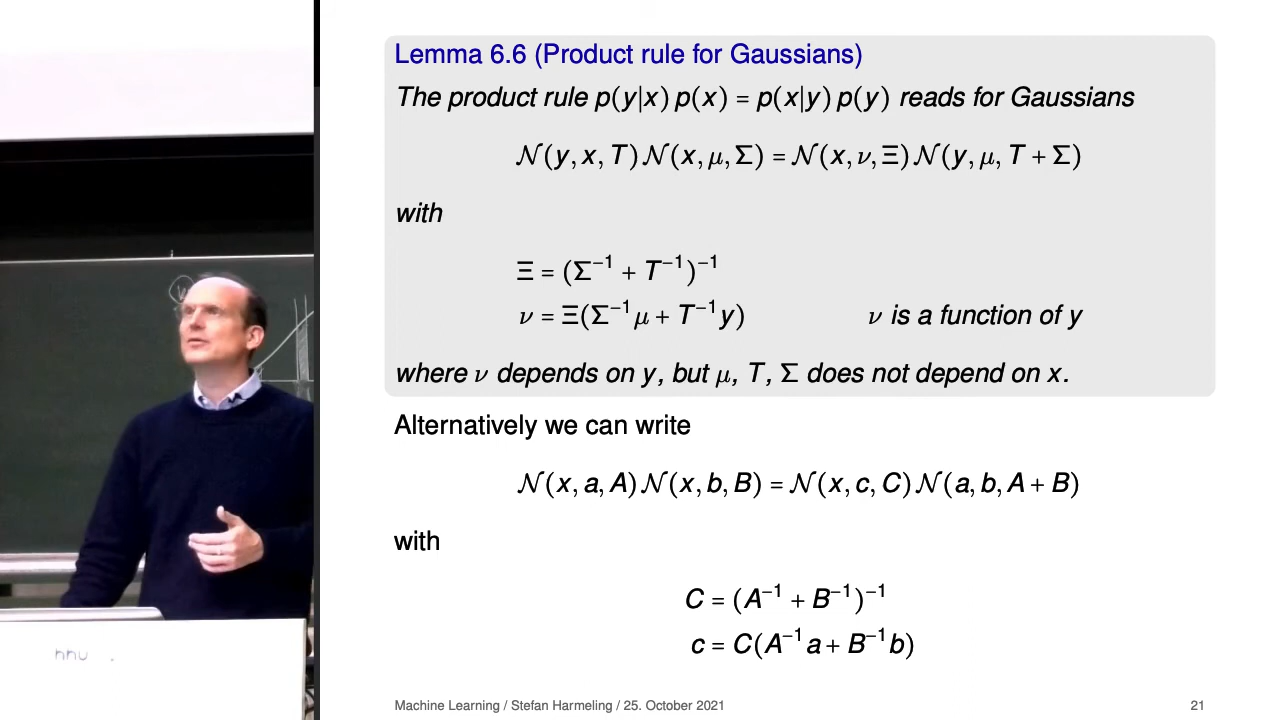 Lemma 6.6 (Product rule for Gaussians)
The product rule p(y|x) p(x) = p(x|y) p(y) reads for Gaussians
𝒩(y, x, T) 𝒩(x, μ, Σ) = 𝒩(x, ν, Ξ) 𝒩(y, μ, T + Σ)
with
Ξ = (Σ⁻¹ + T⁻¹)⁻¹
ν = Ξ(Σ⁻¹μ + T⁻¹y) ν is a function of y
where ν depends on y, but μ, T, Σ does not depend on x.
Alternatively we can write
𝒩(x, a, A) 𝒩(x, b, B) = 𝒩(x, c, C) 𝒩(a, b, A + B)
with
C = (A⁻¹ + B⁻¹)⁻¹
c = C(A⁻¹a + B⁻¹b)
hhu
Machine Learning / Stefan Harmeling / 25. October 2021 21